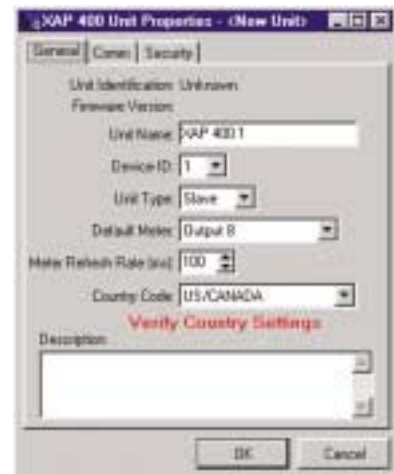 XAP 400 Unit Properties - <New Unit>
General Comm Security
Unit Identification: Unknown
Firmware Version:
Unit Name: XAP 400 1
Device ID: 1
Unit Type: Slave
Default Meter: Output 8
Meter Refresh Rate (ms): 100
Country Code: US/CANADA
Verify Country Settings
Description:
OK Cancel